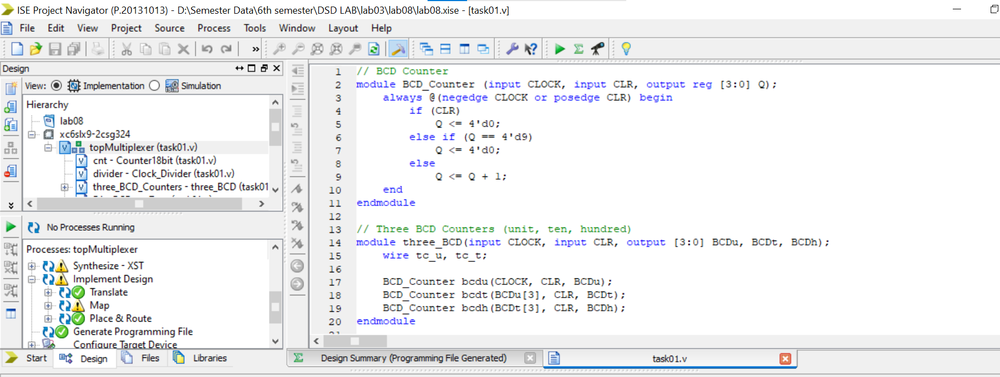 ISE Project Navigator (P.20131013) - D:\Semester Data\6th semester\DSD LAB\lab03\lab08\lab08.xise - [task01.v]
File Edit View Project Source Process Tools Window Layout Help
Design
View: Implementation Simulation
Hierarchy
lab08
xc6slx9-2csg324
topMultiplexer (task01.v)
cnt - Counter18bit (task01.v)
divider - Clock_Divider (task01.v)
three_BCD_Counters - three_BCD (task01
No Processes Running
Processes: topMultiplexer
Synthesize - XST
Implement Design
Translate
Map
Place & Route
Generate Programming File
Configure Target Device
Start Design Files Libraries
1 // BCD Counter
2 module BCD_Counter (input CLOCK, input CLR, output reg [3:0] Q);
3 always @(negedge CLOCK or posedge CLR) begin
4 if (CLR)
5 Q <= 4'd0;
6 else if (Q == 4'd9)
7 Q <= 4'd0;
8 else
9 Q <= Q + 1;
10 end
11 endmodule
12
13 // Three BCD Counters (unit, ten, hundred)
14 module three_BCD(input CLOCK, input CLR, output [3:0] BCDu, BCDt, BCDh);
15 wire tc_u, tc_t;
16
17 BCD_Counter bcdu(CLOCK, CLR, BCDu);
18 BCD_Counter bcdt(BCDu[3], CLR, BCDt);
19 BCD_Counter bcdh(BCDt[3], CLR, BCDh);
20 endmodule
Design Summary (Programming File Generated) task01.v